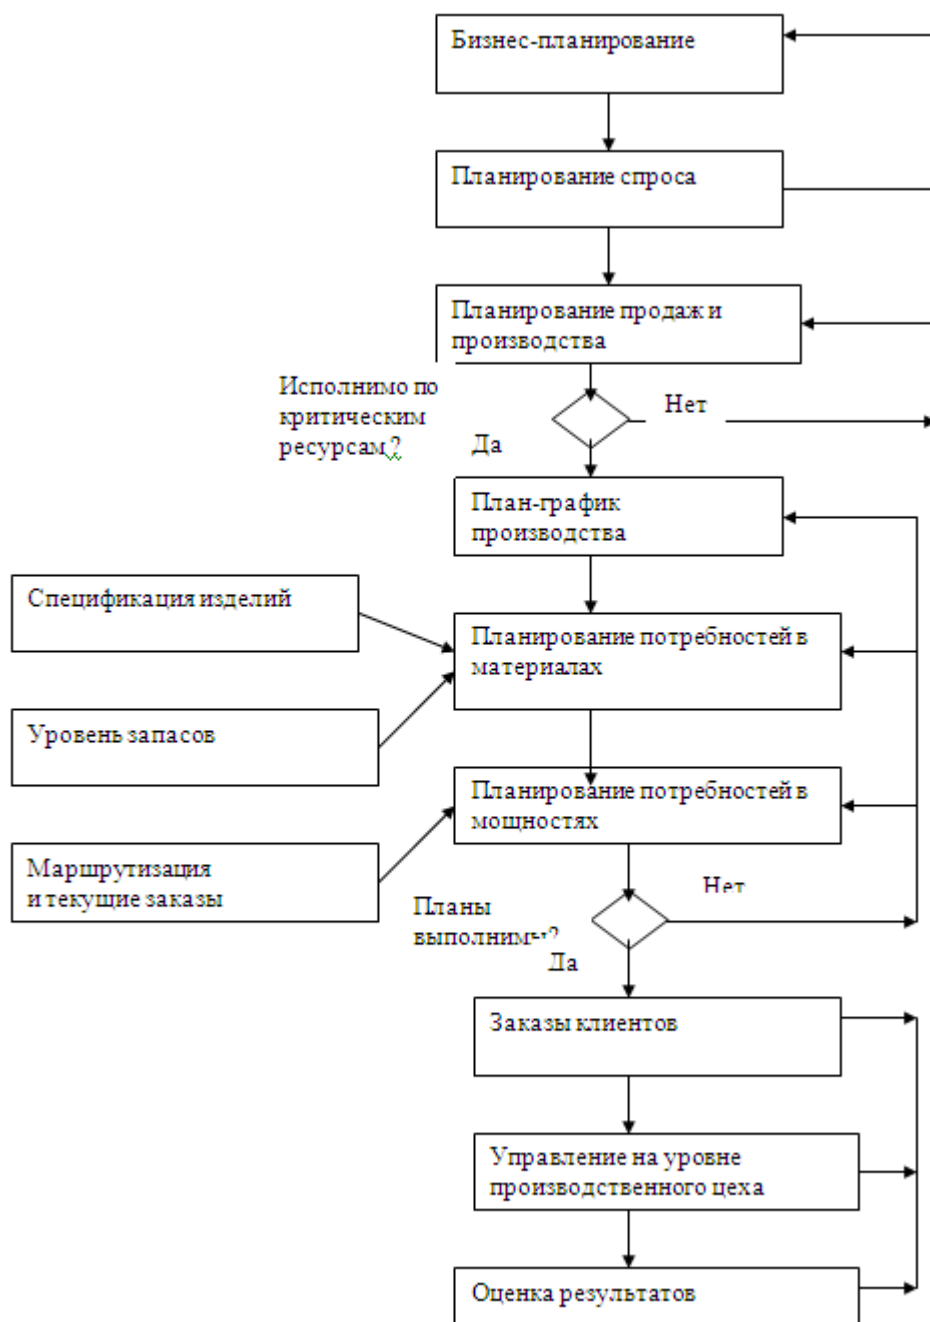 Бизнес-планирование
Планирование спроса
Планирование продаж и
производства
Исполнимо по
критическим
ресурсам ?
Нет
Да
План-график
производства
Спецификация изделий
Планирование потребностей в
материалах
Уровень запасов
Планирование потребностей в
мощностях
Маршрутизация
и текущие заказы
Нет
Планы
выполнимы?
Да
Заказы клиентов
Управление на уровне
производственного цеха
Оценка результатов